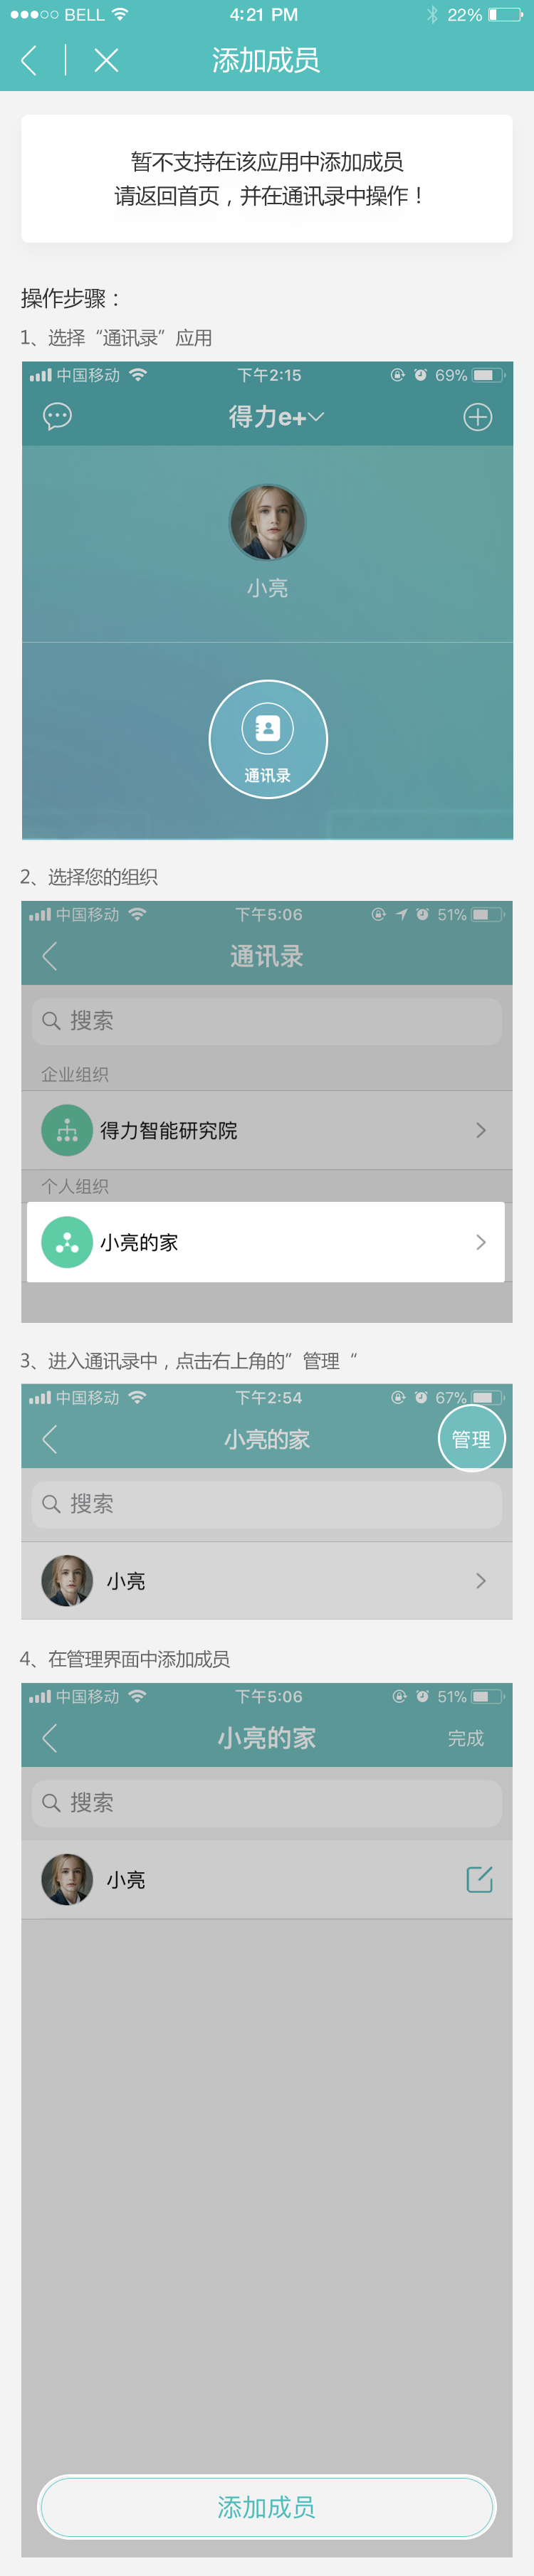 BELL 4:21 PM 22%
添加成员
暂不支持在该应用中添加成员
请返回首页，并在通讯录中操作！
操作步骤：
1、选择“通讯录”应用
中国移动 下午2:15 69%
得力e+
小亮
通讯录
2、选择您的组织
中国移动 下午5:06 51%
通讯录
搜索
企业组织
得力智能研究院
个人组织
小亮的家
3、进入通讯录中，点击右上角的”管理“
中国移动 下午2:54 67%
小亮的家 管理
搜索
小亮
4、在管理界面中添加成员
中国移动 下午5:06 51%
小亮的家 完成
搜索
小亮
添加成员